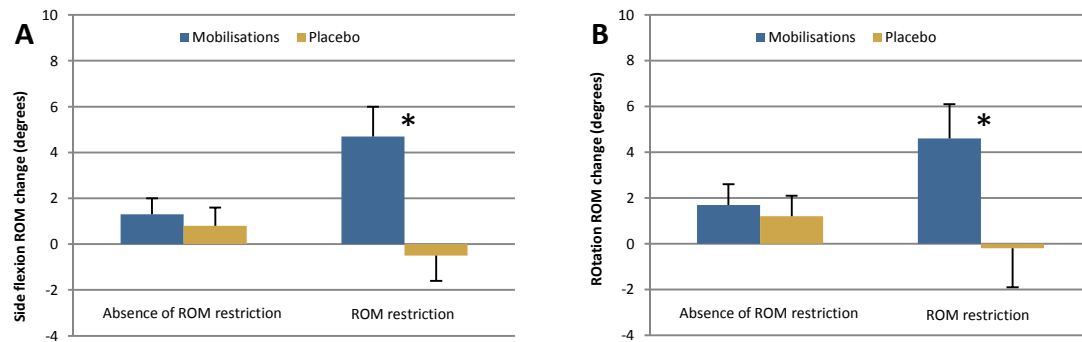 A
Mobilisations Placebo
Side flexion ROM change (degrees)
10
8
6
4
2
0
-2
-4
*
Absence of ROM restriction ROM restriction
B
Mobilisations Placebo
ROtation ROM change (degrees)
10
8
6
4
2
0
-2
-4
*
Absence of ROM restriction ROM restriction